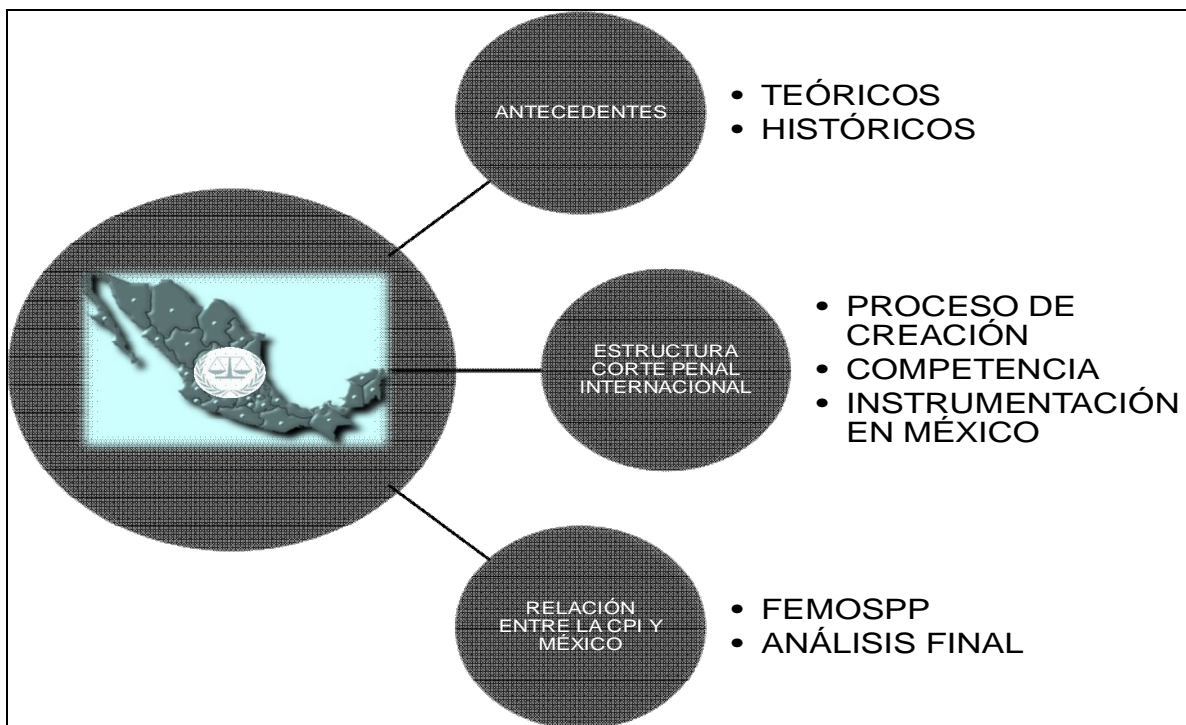 ANTECEDENTES
• TEÓRICOS
• HISTÓRICOS
ESTRUCTURA
CORTE PENAL
INTERNACIONAL
• PROCESO DE
CREACIÓN
• COMPETENCIA
• INSTRUMENTACIÓN
EN MÉXICO
RELACIÓN
ENTRE LA CPI Y
MÉXICO
• FEMOSPP
• ANÁLISIS FINAL